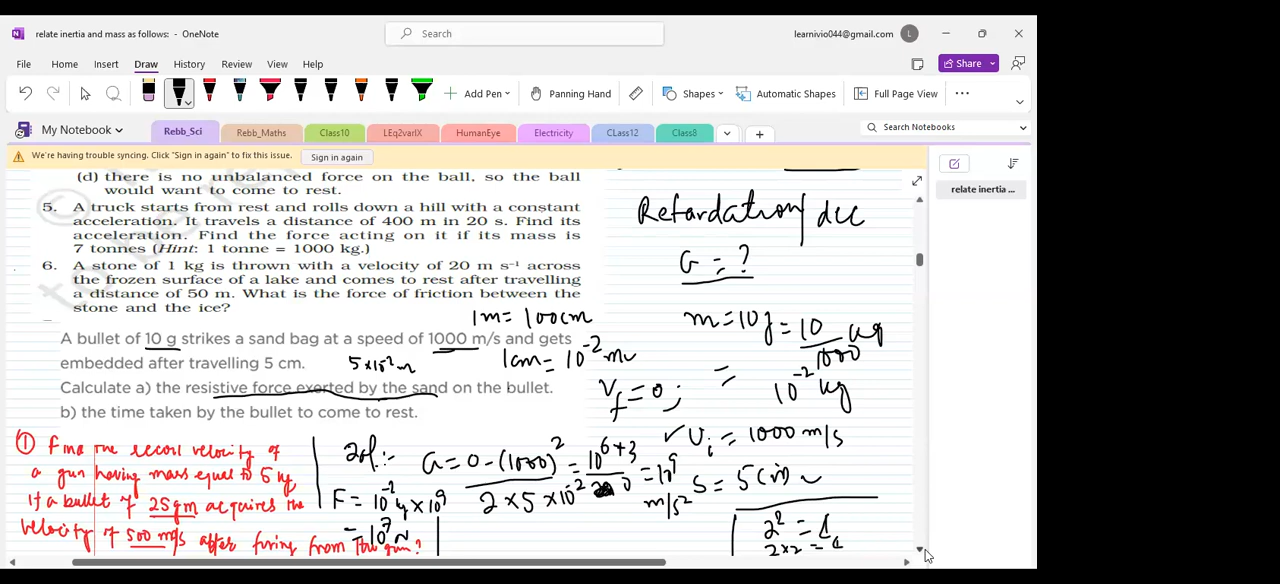 relate inertia and mass as follows: - OneNote
Search
learnivio044@gmail.com
L
File Home Insert Draw History Review View Help
Share
Add Pen
Panning Hand
Shapes
Automatic Shapes
Full Page View
My Notebook
Rebb_Sci
Rebb_Maths
Class10
LEq2varIX
HumanEye
Electricity
CLass12
Class8
Search Notebooks
We're having trouble syncing. Click "Sign in again" to fix this issue.
Sign in again
relate inertia ...
(d) there is no unbalanced force on the ball, so the ball
would want to come to rest.
5. A truck starts from rest and rolls down a hill with a constant
acceleration. It travels a distance of 400 m in 20 s. Find its
acceleration. Find the force acting on it if its mass is
7 tonnes (Hint: 1 tonne = 1000 kg.)
6. A stone of 1 kg is thrown with a velocity of 20 m s⁻¹ across
the frozen surface of a lake and comes to rest after travelling
a distance of 50 m. What is the force of friction between the
stone and the ice?
Retardation/
= ?
1m = 100cm
m = 10g = 10/1000 kg
A bullet of 10 g strikes a sand bag at a speed of 1000 m/s and gets
embedded after travelling 5 cm.
5×10⁻² m
1cm = 10⁻² m
= 10⁻² kg
Calculate a) the resistive force exerted by the sand on the bullet.
b) the time taken by the bullet to come to rest.
Vf = 0;
✓ Ui = 1000 m/s
S = 5 cm
① Find the recoil velocity of
a gun having mass equal to 5 kg
if a bullet of 25gm acquires the
velocity of 500 m/s after firing from the gun?
Sol:-
a = 0 - (1000)²
2 × 5 × 10⁻²
= 10⁹
m/s²
F = 10⁻² kg × 10⁹
= 10⁷ N
2² = 4
2×2 = 4